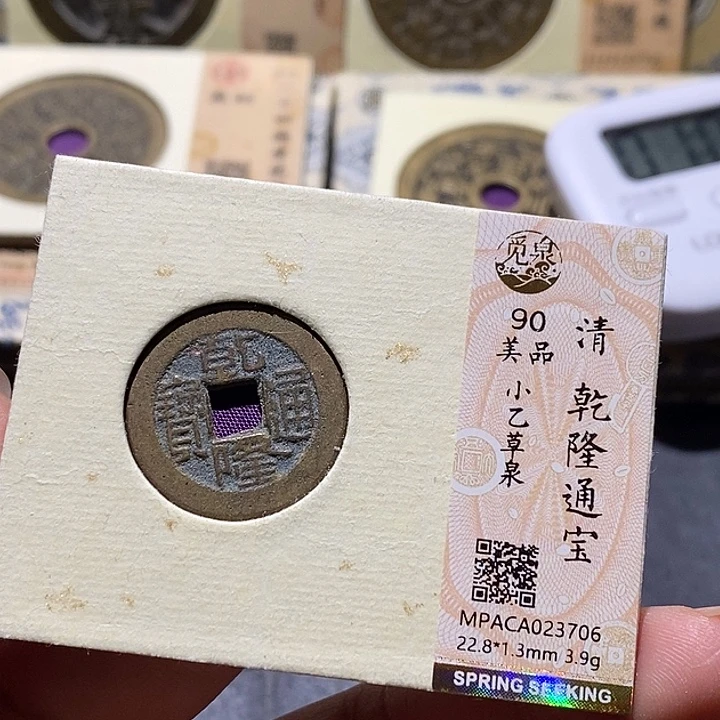 乾隆通寶
覓泉
清 乾隆通宝
90
美品
小乙草泉
MPACA023706
22.8*1.3mm 3.9g
SPRING SEEKING